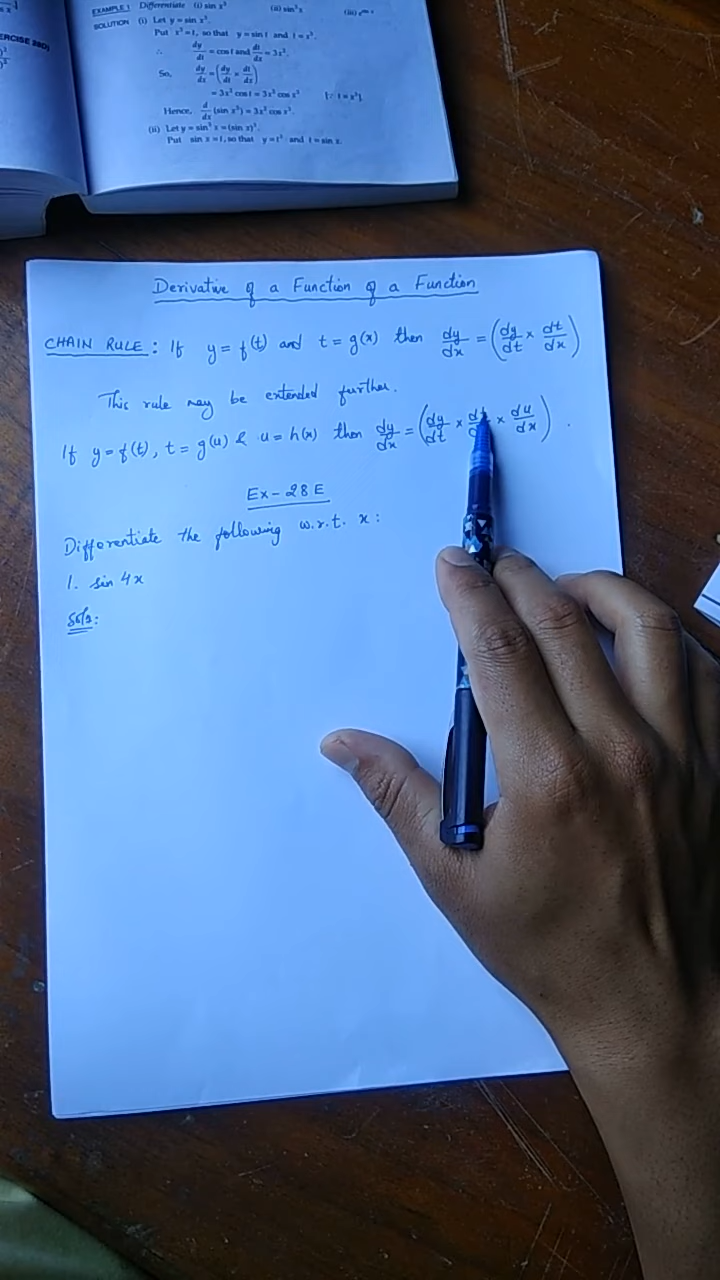 EXAMPLE 1 Differentiate (i) sin x³ (ii) sin³x (iii)
SOLUTION (i) Let y = sin x³.
Put x³ = t, so that y = sin t and t = x³.
∴ dy/dt = cos t and dt/dx = 3x².
So, dy/dx = (dy/dt × dt/dx)
= 3x² cos t = 3x² cos x³ [∵ t = x³].
Hence, d/dx (sin x³) = 3x² cos x³.
(ii) Let y = sin³ x = (sin x)³.
Put sin x = t, so that y = t³ and t = sin x.
Derivative of a Function of a Function
CHAIN RULE : If y = f(t) and t = g(x) then dy/dx = (dy/dt × dt/dx)
This rule may be extended further.
If y = f(t), t = g(u) & u = h(x) then dy/dx = (dy/dt × dt/ × du/dx) .
Ex - 28 E
Differentiate the following w.r.t. x :
1. sin 4x
Soln: